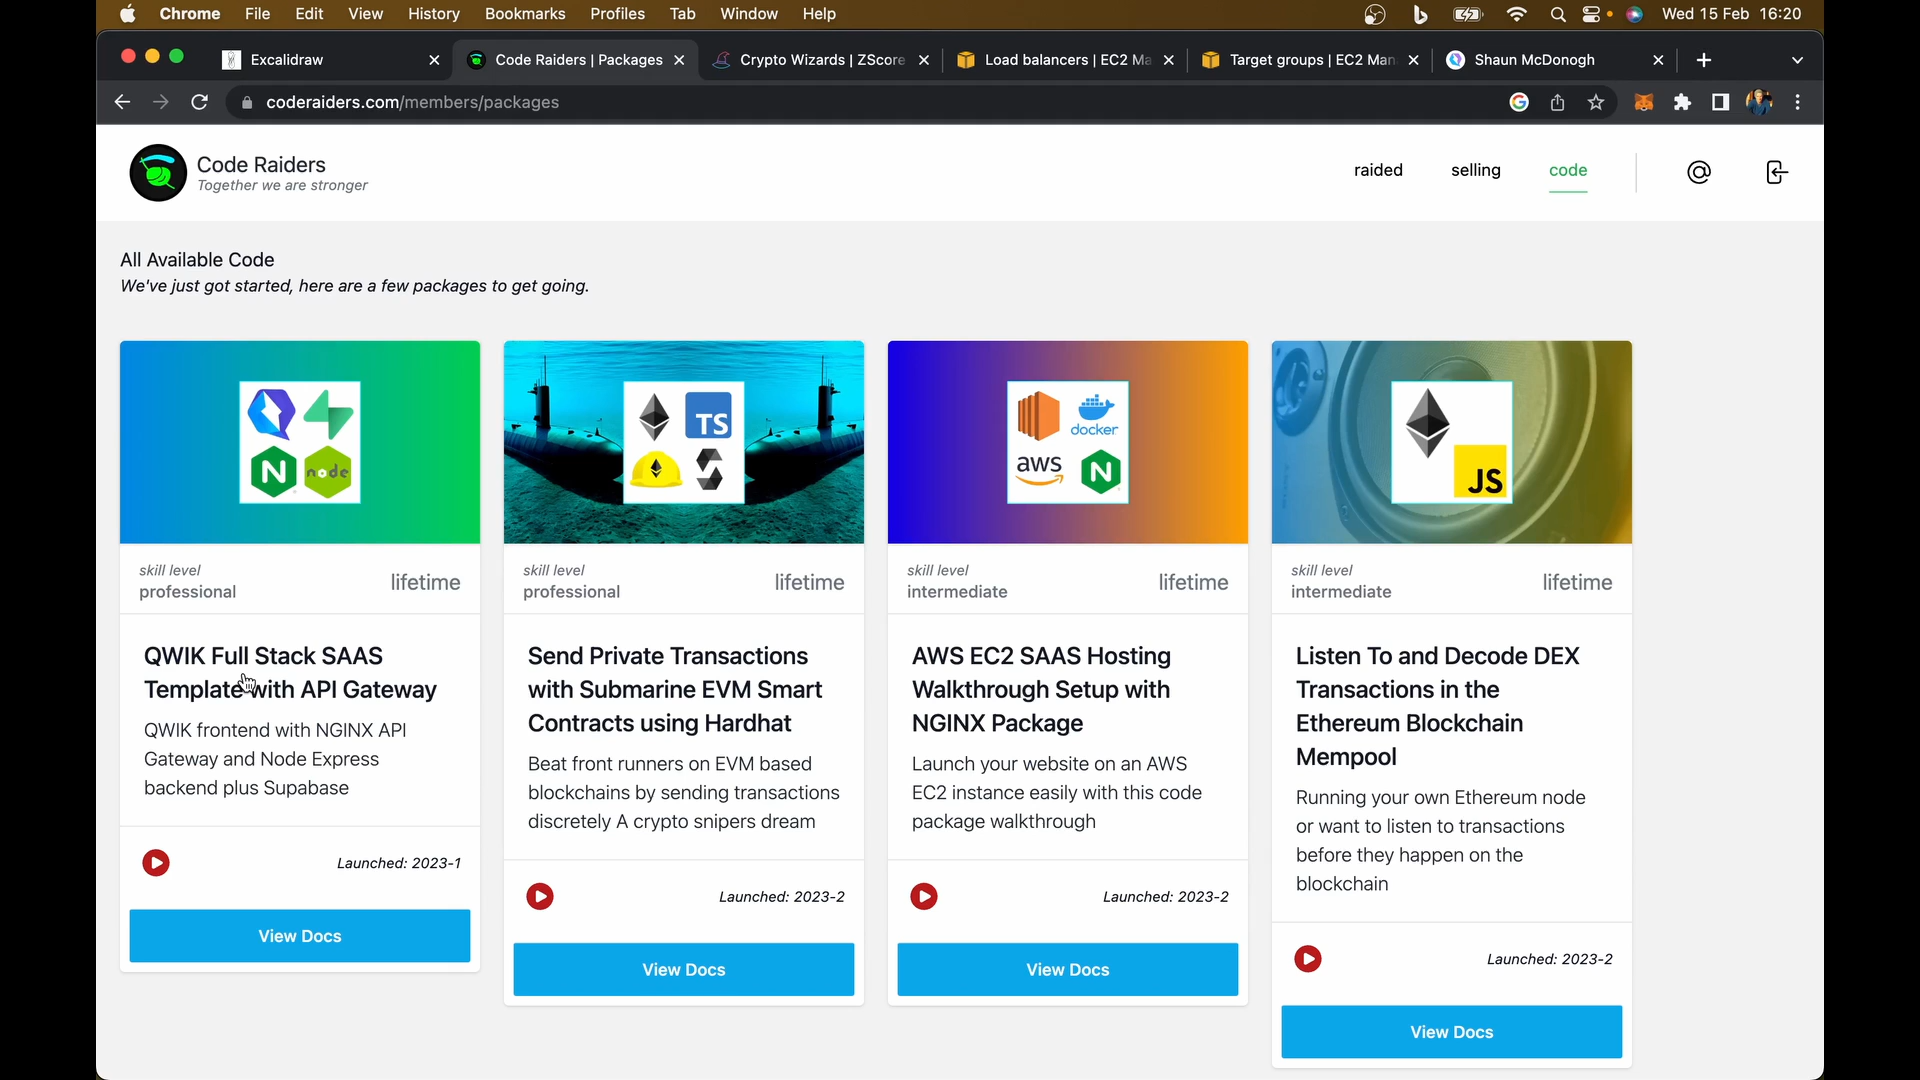 Chrome File Edit View History Bookmarks Profiles Tab Window Help Wed 15 Feb 16:20
Excalidraw Code Raiders | Packages Crypto Wizards | ZScore Load balancers | EC2 Ma Target groups | EC2 Man Shaun McDonogh
coderaiders.com/members/packages
Code Raiders
Together we are stronger
raided selling code
All Available Code
We've just got started, here are a few packages to get going.
N node
skill level
professional
lifetime
QWIK Full Stack SAAS
Template with API Gateway
QWIK frontend with NGINX API
Gateway and Node Express
backend plus Supabase
Launched: 2023-1
View Docs
TS
skill level
professional
lifetime
Send Private Transactions
with Submarine EVM Smart
Contracts using Hardhat
Beat front runners on EVM based
blockchains by sending transactions
discretely A crypto snipers dream
Launched: 2023-2
View Docs
docker
aws N
skill level
intermediate
lifetime
AWS EC2 SAAS Hosting
Walkthrough Setup with
NGINX Package
Launch your website on an AWS
EC2 instance easily with this code
package walkthrough
Launched: 2023-2
View Docs
JS
skill level
intermediate
lifetime
Listen To and Decode DEX
Transactions in the
Ethereum Blockchain
Mempool
Running your own Ethereum node
or want to listen to transactions
before they happen on the
blockchain
Launched: 2023-2
View Docs